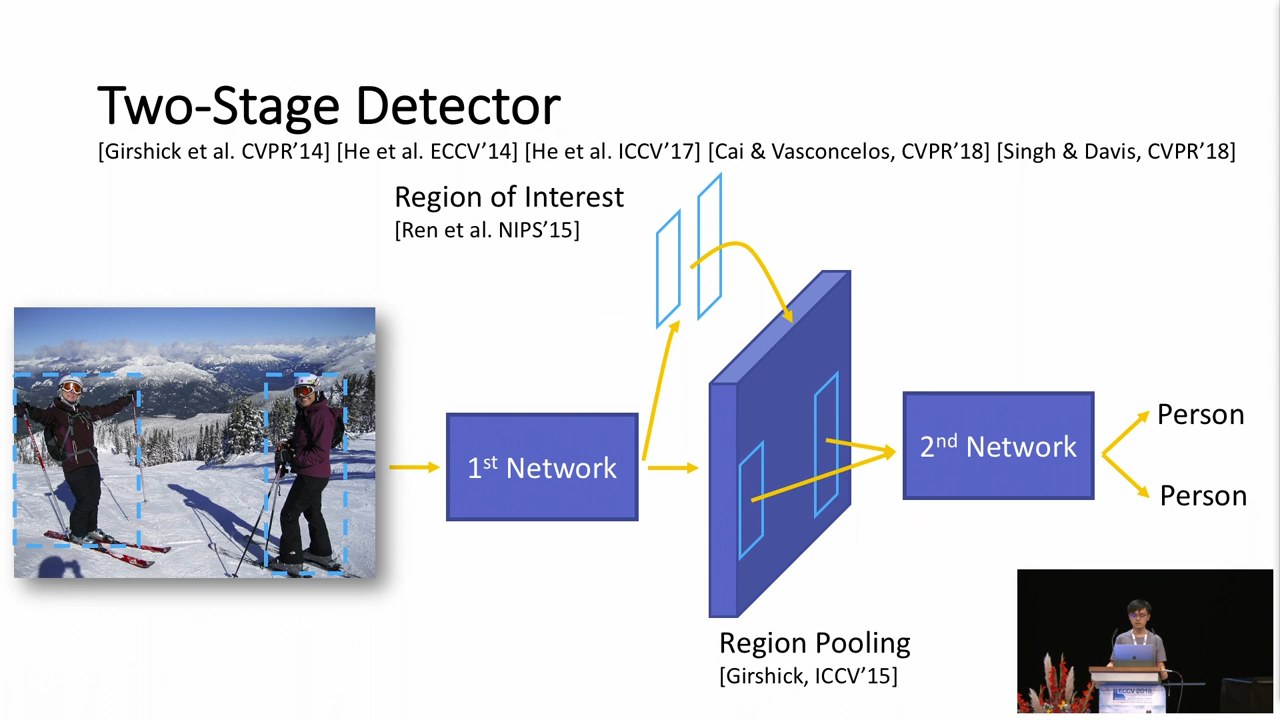 Two-Stage Detector
[Girshick et al. CVPR’14] [He et al. ECCV’14] [He et al. ICCV’17] [Cai & Vasconcelos, CVPR’18] [Singh & Davis, CVPR’18]
Region of Interest
[Ren et al. NIPS’15]
1st Network
2nd Network
Person
Person
Region Pooling
[Girshick, ICCV’15]
ECCV 2018